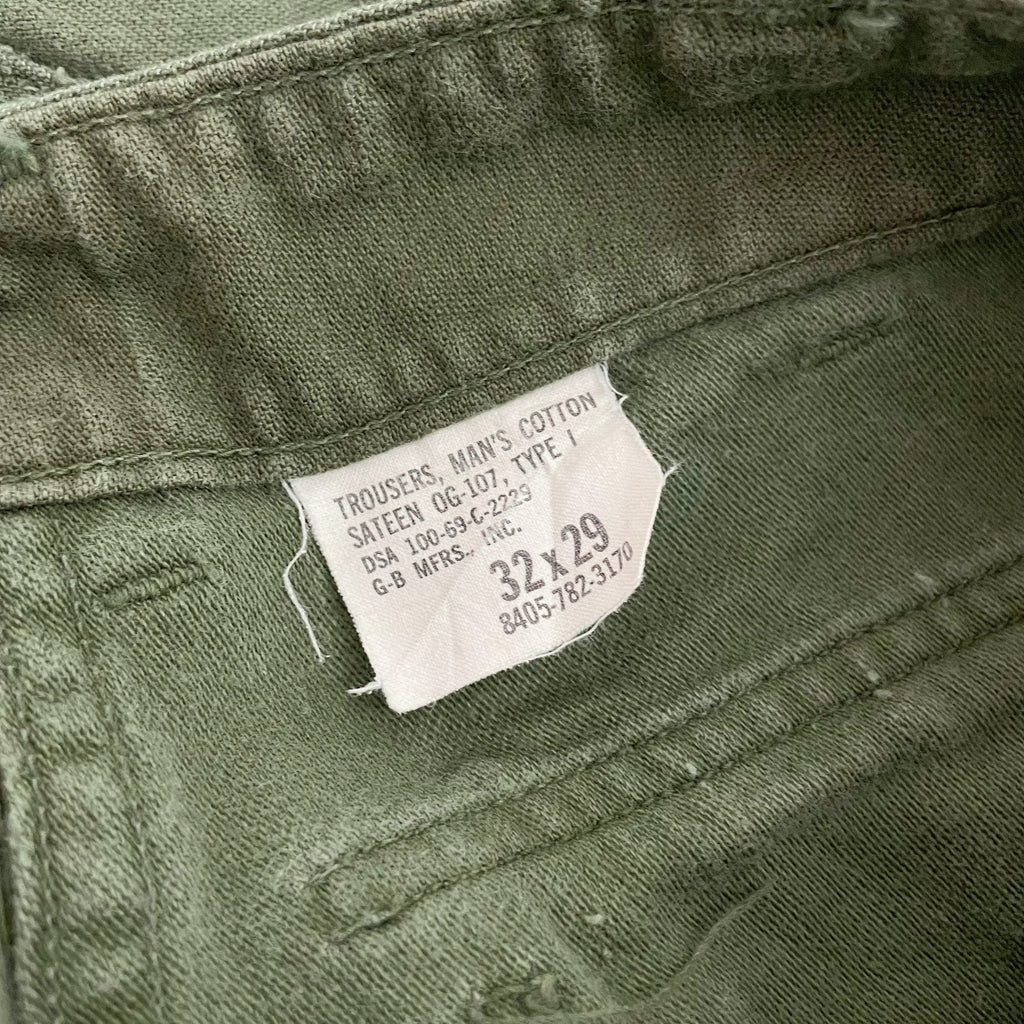 TROUSERS, MAN'S COTTON
SATEEN OG-107, TYPE I
DSA 100-69-C-2229
G-B MFRS., INC.
32 x 29
8405-782-3170